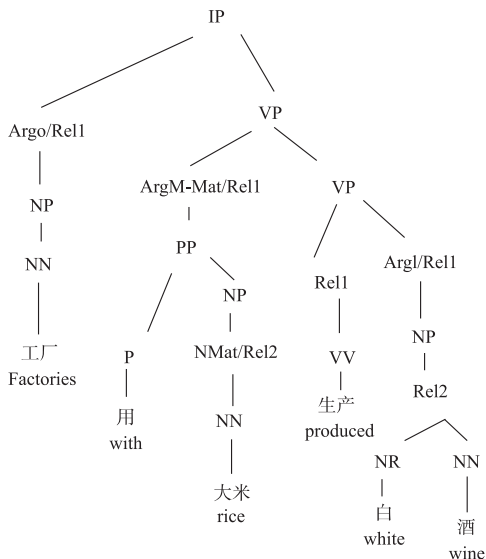 IP
Argo/Rel1
VP
NP
ArgM-Mat/Rel1
VP
NN
PP
Rel1
Argl/Rel1
工厂
Factories
P
NP
VV
NP
用
with
NMat/Rel2
生产
produced
Rel2
NN
NR
NN
大米
rice
白
white
酒
wine